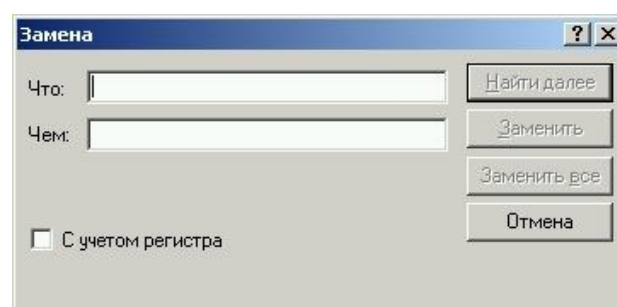 Замена
Что:
Найти далее
Чем:
Заменить
Заменить все
С учетом регистра
Отмена